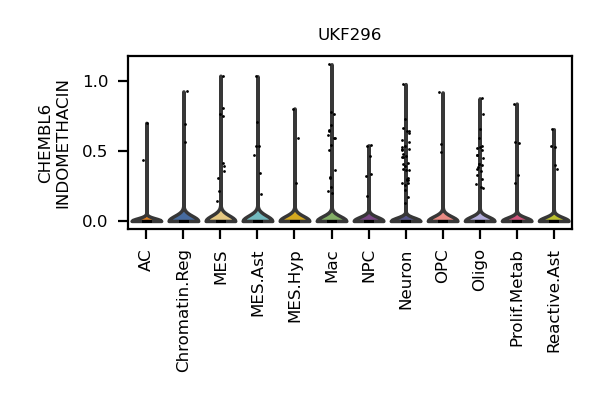 UKF296
CHEMBL6
INDOMETHACIN
1.0
0.5
0.0
AC
Chromatin.Reg
MES
MES.Ast
MES.Hyp
Mac
NPC
Neuron
OPC
Oligo
Prolif.Metab
Reactive.Ast